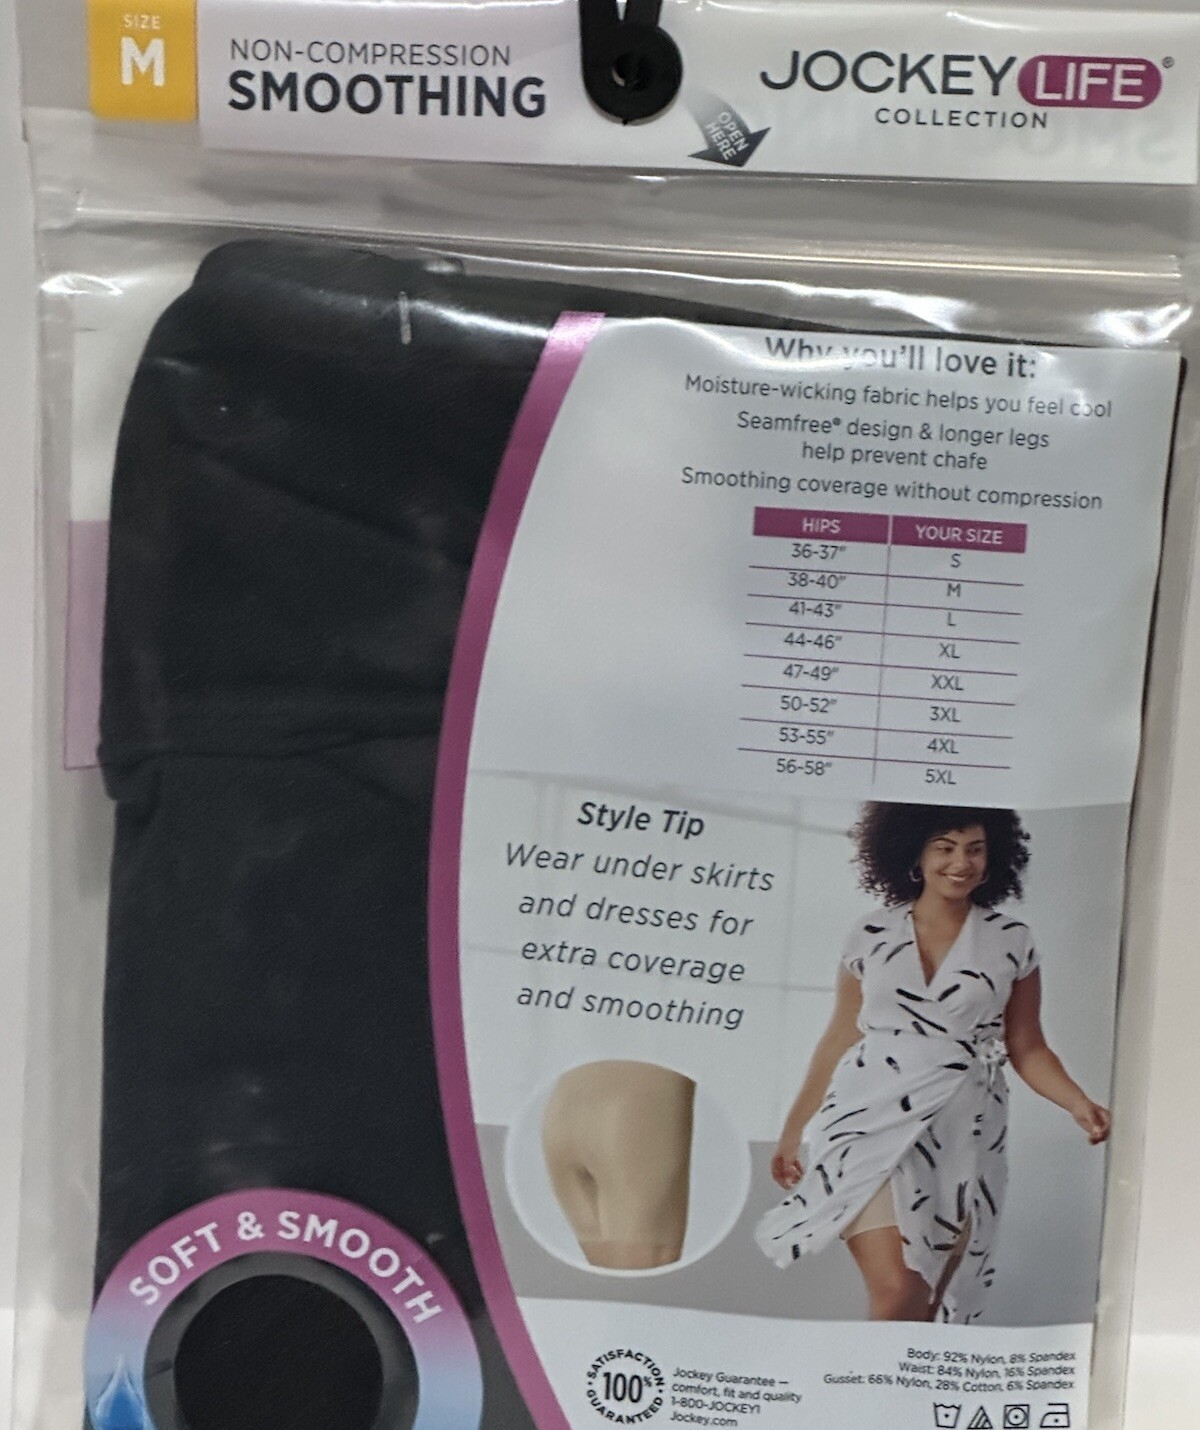 SIZE
M
NON-COMPRESSION
SMOOTHING
OPEN
HERE
JOCKEY LIFE®
COLLECTION
Why you'll love it:
Moisture-wicking fabric helps you feel cool
Seamfree® design & longer legs
help prevent chafe
Smoothing coverage without compression
HIPS YOUR SIZE
36-37" S
38-40" M
41-43" L
44-46" XL
47-49" XXL
50-52" 3XL
53-55" 4XL
56-58" 5XL
Style Tip
Wear under skirts
and dresses for
extra coverage
and smoothing
SOFT & SMOOTH
SATISFACTION
100%
GUARANTEED
Jockey Guarantee —
comfort, fit and quality
1-800-JOCKEY1
Jockey.com
Body: 92% Nylon, 8% Spandex
Waist: 84% Nylon, 16% Spandex
Gusset: 66% Nylon, 28% Cotton, 6% Spandex